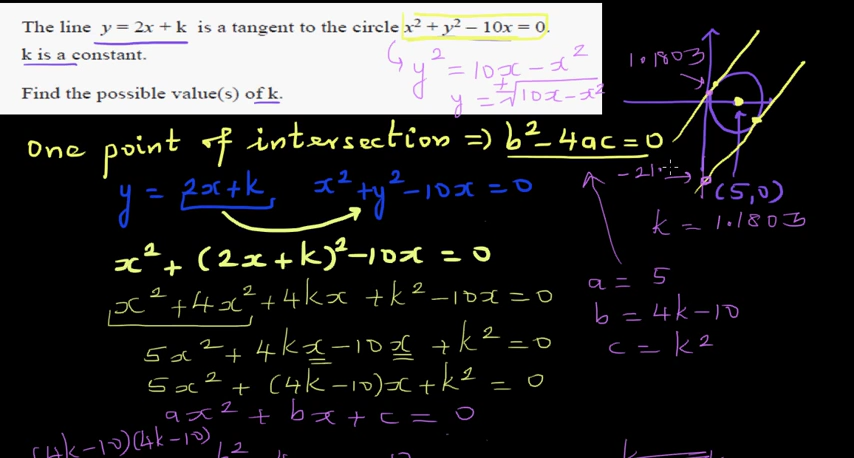 The line y = 2x + k is a tangent to the circle x² + y² − 10x = 0.
k is a constant.
Find the possible value(s) of k.
y² = 10x − x²
y = ±√10x − x²
1.1803
One point of intersection ⇒ b² − 4ac = 0
y = 2x + k x² + y² − 10x = 0
(5,0)
k = 1.1803
x² + (2x + k)² − 10x = 0
x² + 4x² + 4kx + k² − 10x = 0
a = 5
b = 4k − 10
c = k²
5x² + 4kx − 10x + k² = 0
5x² + (4k − 10)x + k² = 0
ax² + bx + c = 0
(4k − 10)(4k − 10)